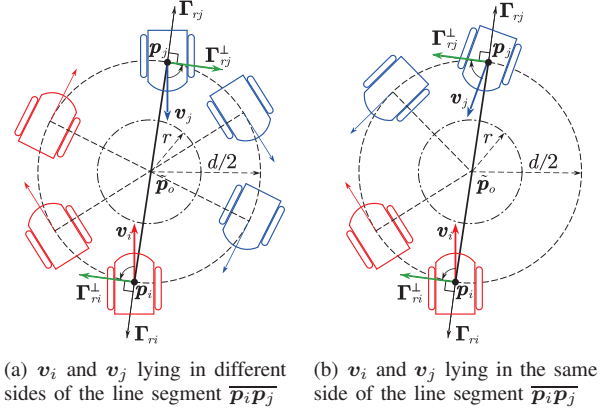 Γrj
pj
Γ⊥rj
vj
r
d/2
p̃o
vi
Γ⊥ri
pi
Γri
Γrj
Γ⊥rj
pj
vj
r
d/2
p̃o
vi
Γ⊥ri
pi
Γri
(a) vi and vj lying in different
sides of the line segment p̅i̅p̅j̅
(b) vi and vj lying in the same
side of the line segment p̅i̅p̅j̅